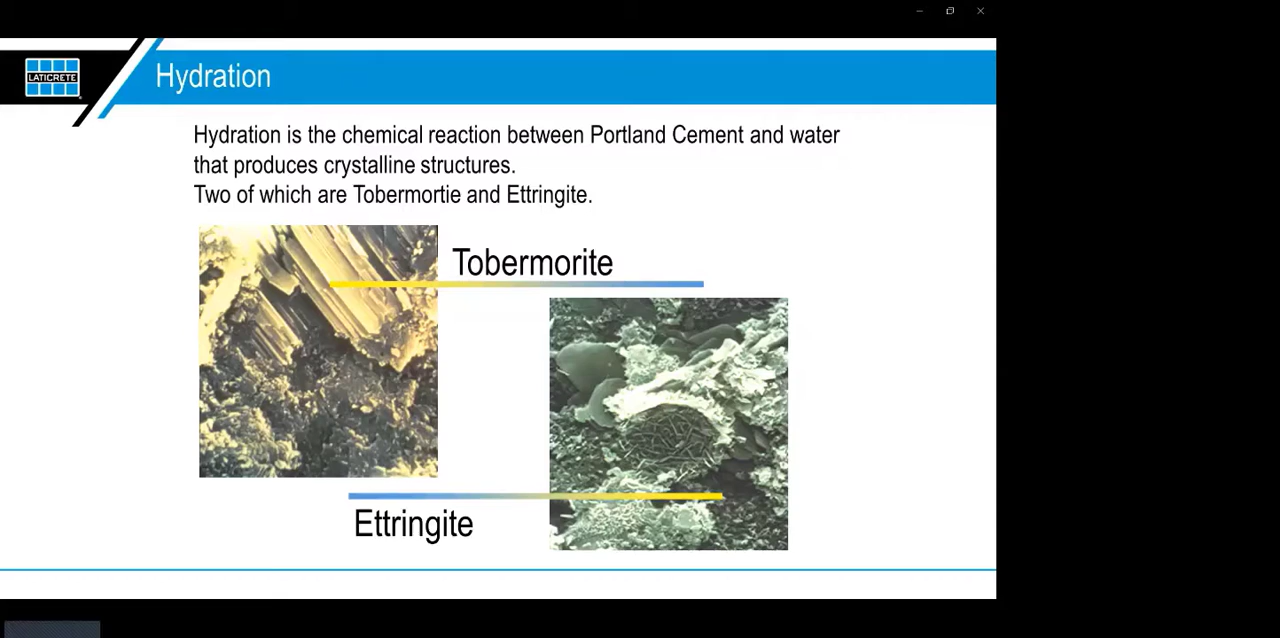 LATICRETE
Hydration
Hydration is the chemical reaction between Portland Cement and water
that produces crystalline structures.
Two of which are Tobermortie and Ettringite.
Tobermorite
Ettringite